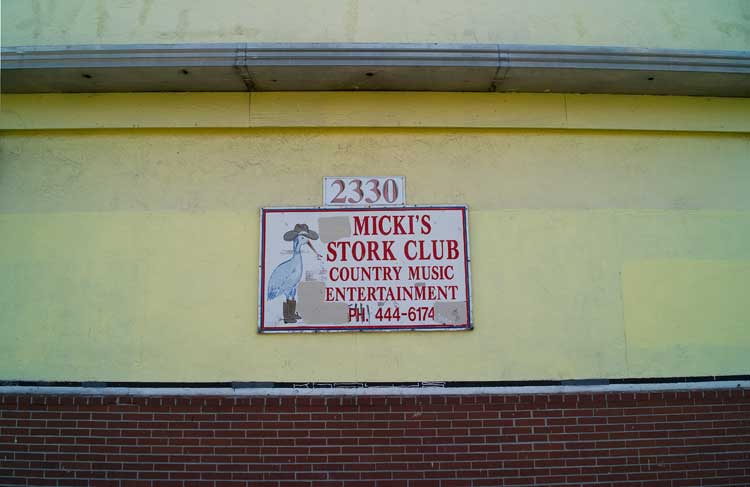 2330
MICKI'S
STORK CLUB
COUNTRY MUSIC
ENTERTAINMENT
PH. 444-6174